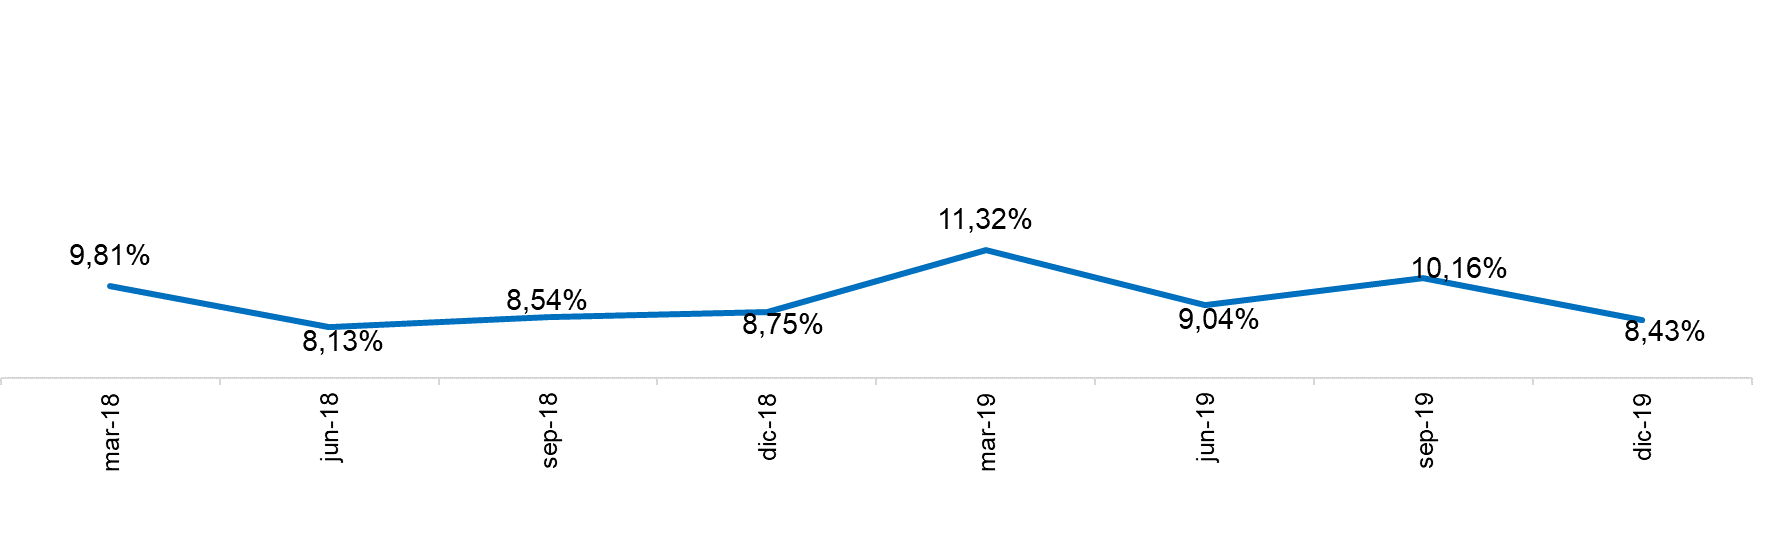 9,81%
8,13%
8,54%
8,75%
11,32%
9,04%
10,16%
8,43%
mar-18
jun-18
sep-18
dic-18
mar-19
jun-19
sep-19
dic-19